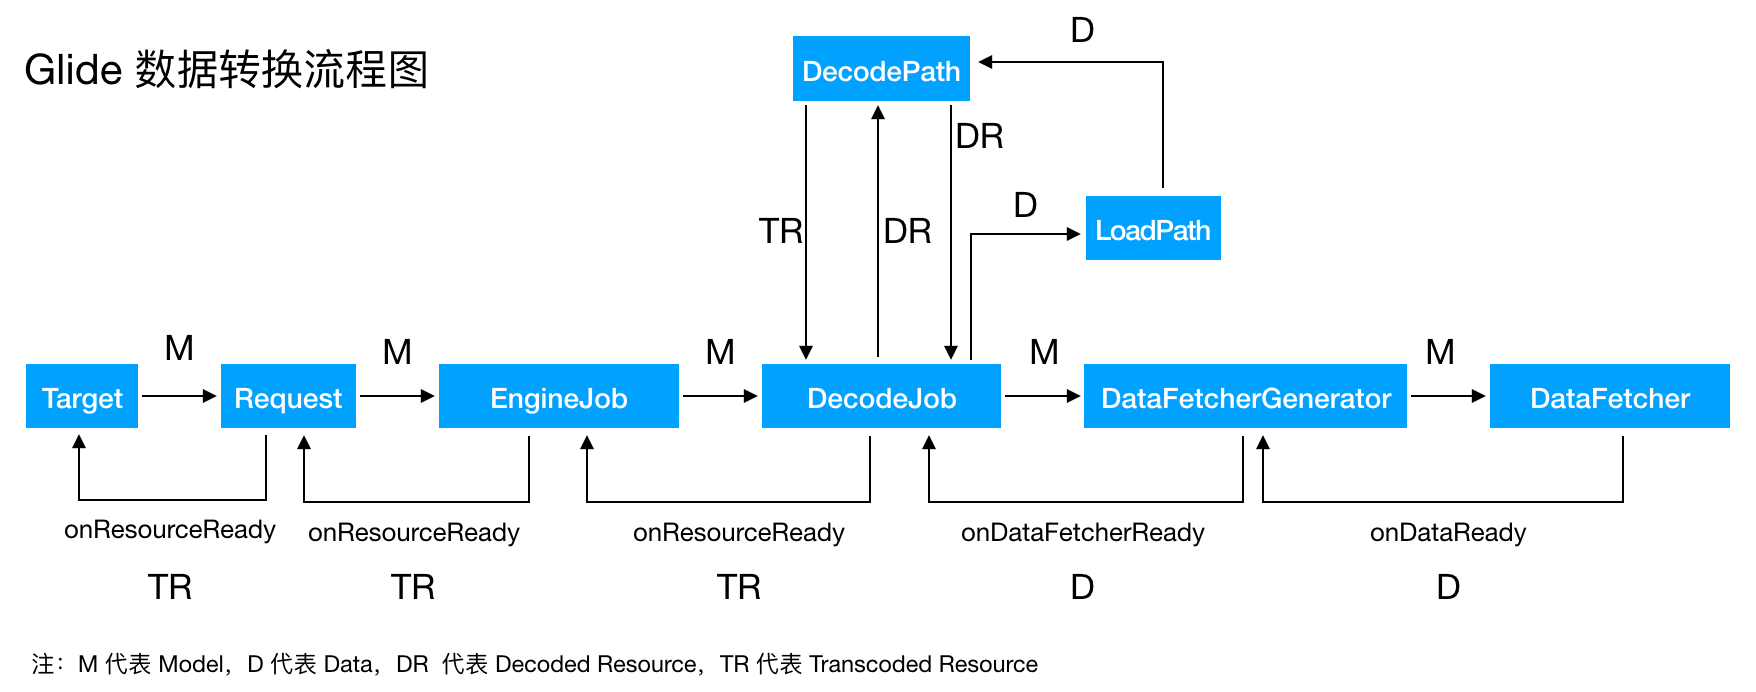 Glide 数据转换流程图
D
DecodePath
DR
D
TR
DR
LoadPath
M
M
M
M
M
Target
Request
EngineJob
DecodeJob
DataFetcherGenerator
DataFetcher
onResourceReady
onResourceReady
onResourceReady
onDataFetcherReady
onDataReady
TR
TR
TR
D
D
注：M 代表 Model，D 代表 Data，DR 代表 Decoded Resource，TR 代表 Transcoded Resource